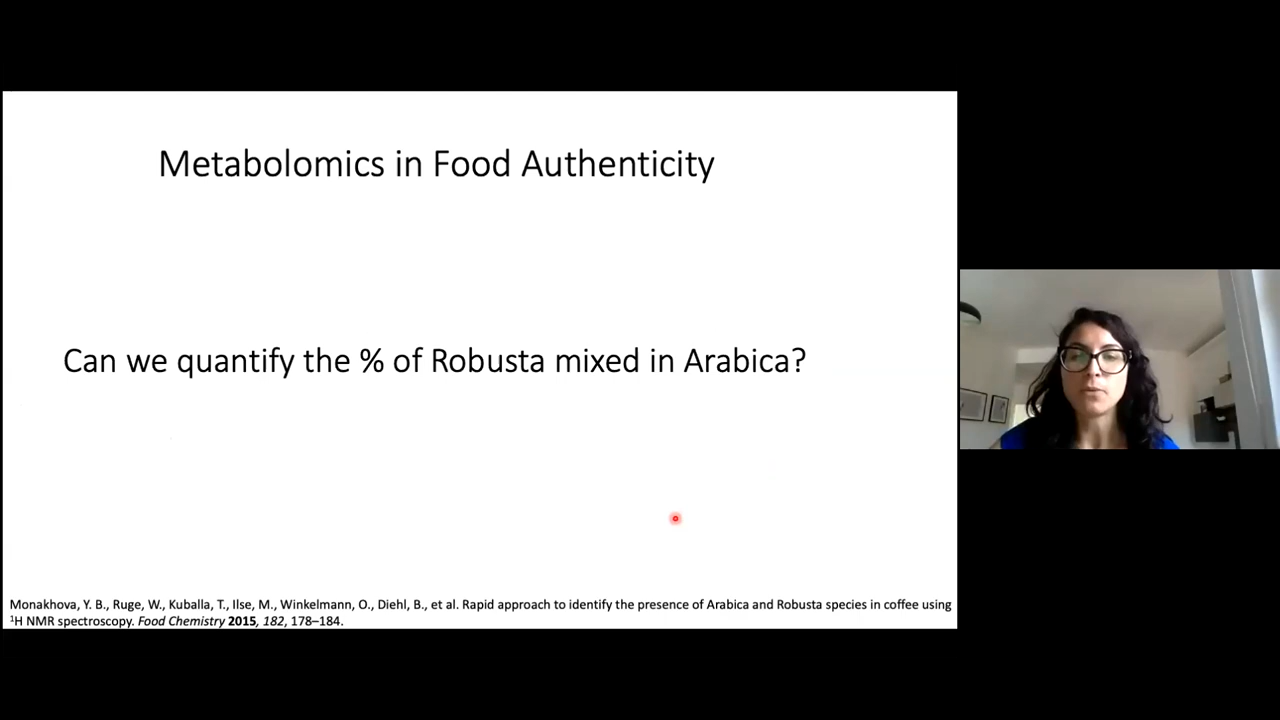 Metabolomics in Food Authenticity
Can we quantify the % of Robusta mixed in Arabica?
Monakhova, Y. B., Ruge, W., Kuballa, T., Ilse, M., Winkelmann, O., Diehl, B., et al. Rapid approach to identify the presence of Arabica and Robusta species in coffee using
¹H NMR spectroscopy. Food Chemistry 2015, 182, 178–184.